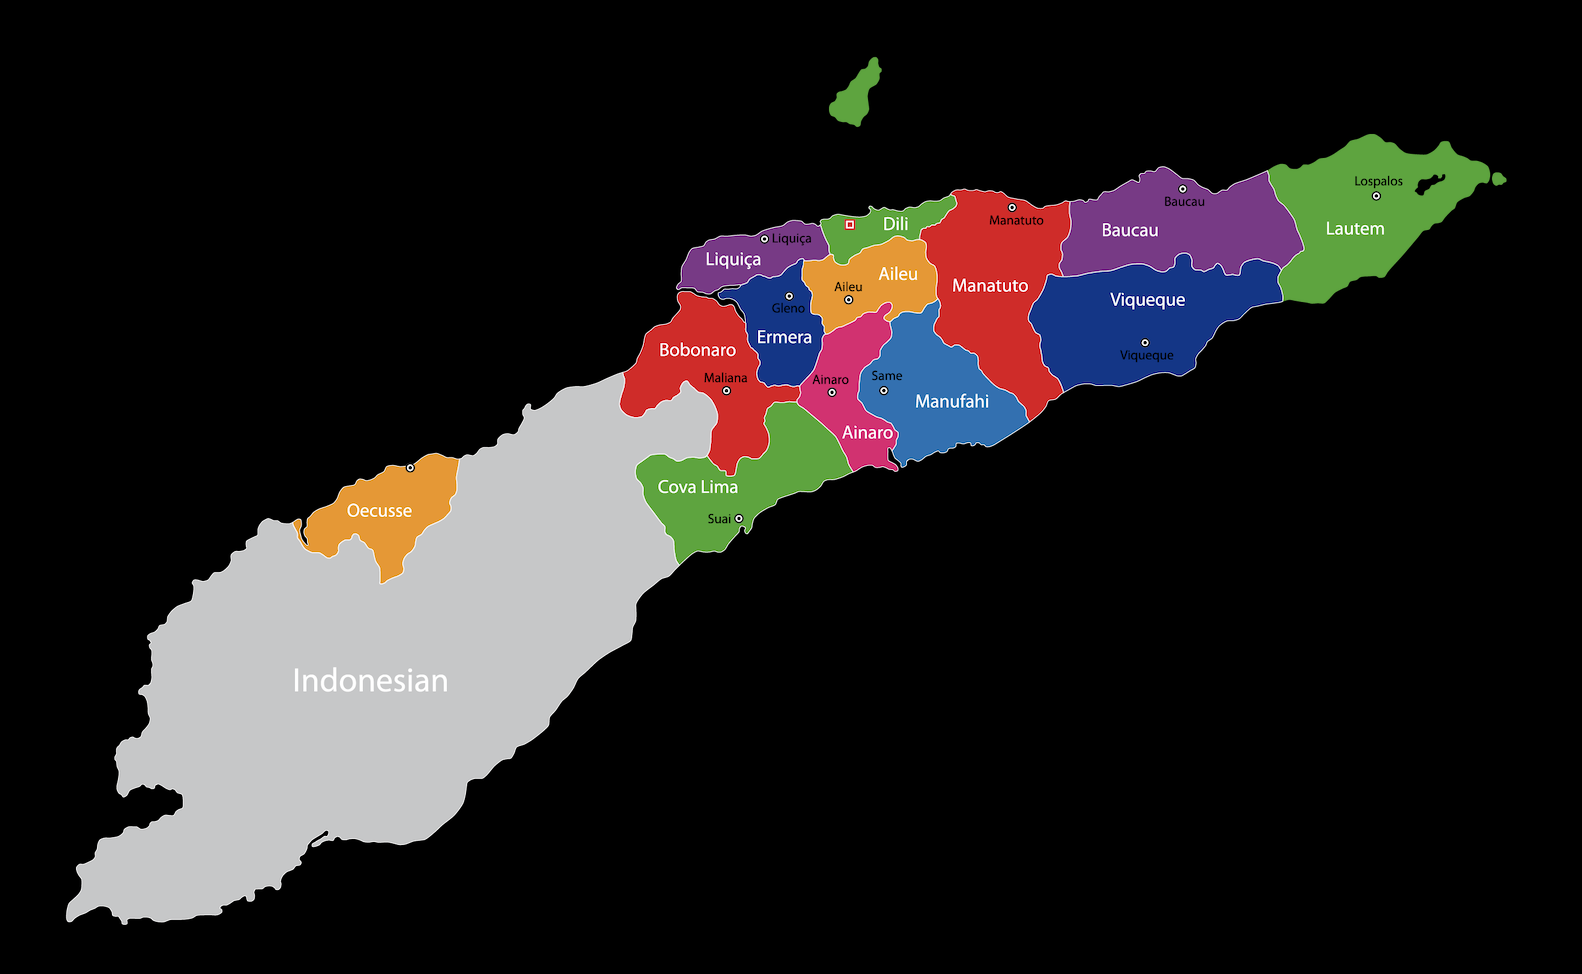 Lospalos
Lautem
Baucau
Baucau
Manatuto
Manatuto
Dili
Liquiça
Liquiça
Aileu
Aileu
Viqueque
Viqueque
Gleno
Ermera
Bobonaro
Maliana
Ainaro
Ainaro
Same
Manufahi
Cova Lima
Suai
Oecusse
Indonesian